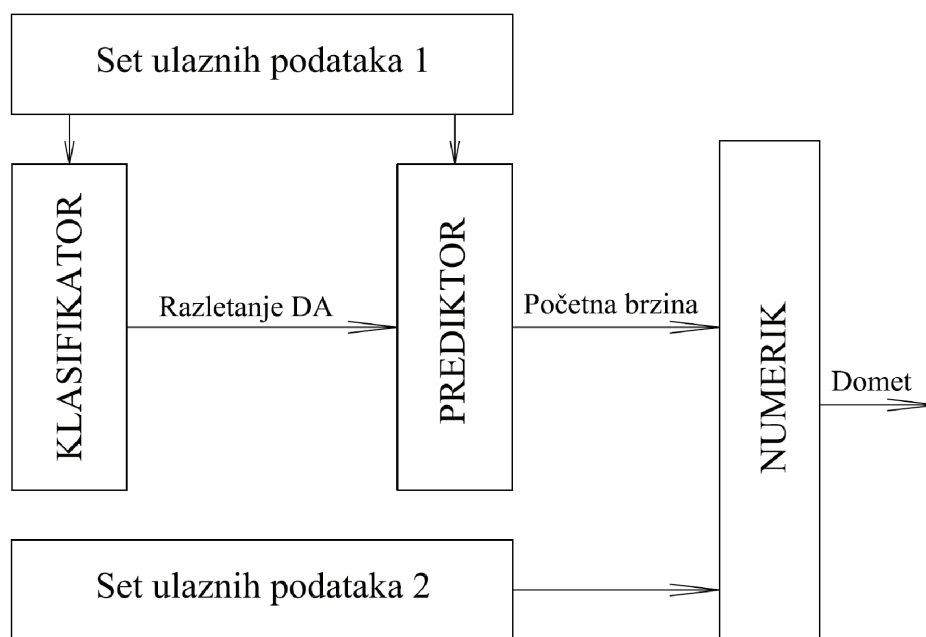 Set ulaznih podataka 1
KLASIFIKATOR
Razletanje DA
PREDIKTOR
Početna brzina
NUMERIK
Domet
Set ulaznih podataka 2